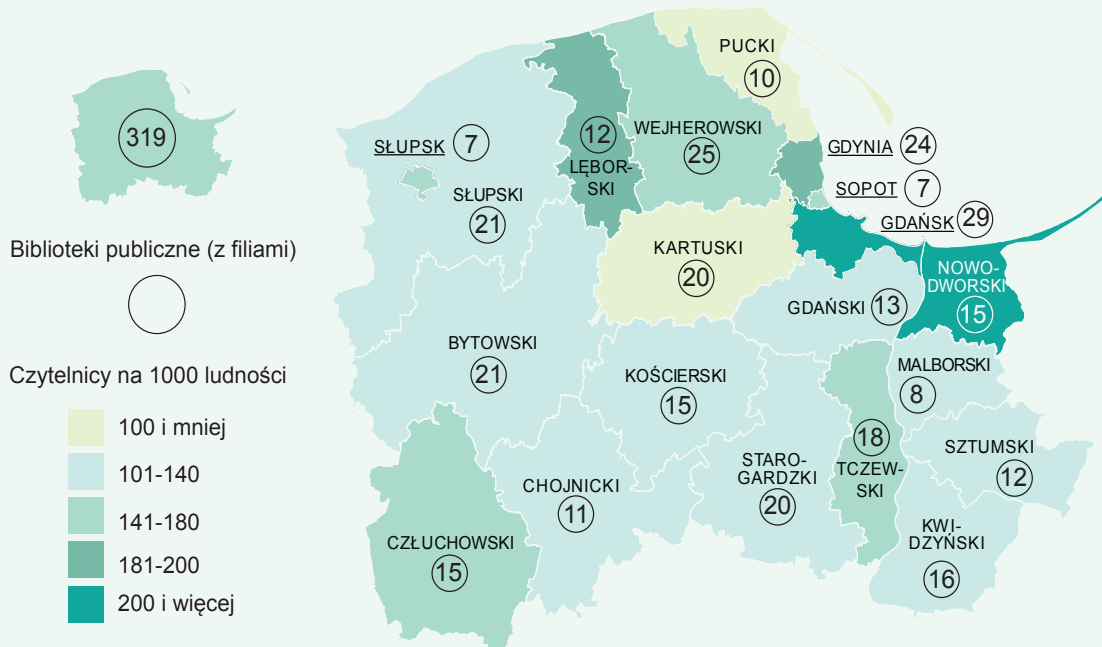 319
Biblioteki publiczne (z filiami)
Czytelnicy na 1000 ludności
100 i mniej
101-140
141-180
181-200
200 i więcej
PUCKI
10
SŁUPSK 7
12
LĘBOR-
SKI
WEJHEROWSKI
25
GDYNIA 24
SOPOT 7
GDAŃSK 29
SŁUPSKI
21
KARTUSKI
20
NOWO-
DWORSKI
15
GDAŃSKI 13
BYTOWSKI
21
KOŚCIERSKI
15
MALBORSKI
8
18
TCZEW-
SKI
SZTUMSKI
12
STARO-
GARDZKI
20
CHOJNICKI
11
CZŁUCHOWSKI
15
KWI-
DZYŃSKI
16